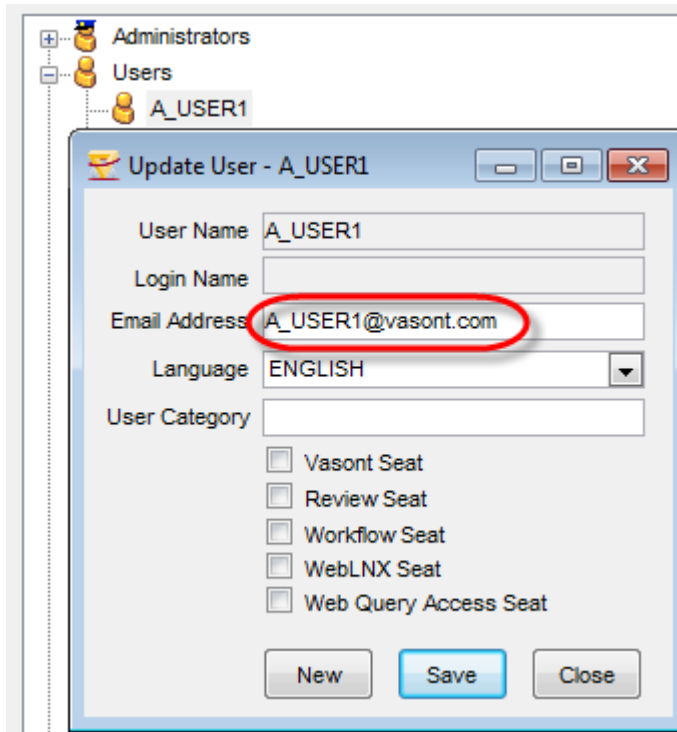 Administrators
Users
A_USER1
Update User - A_USER1
User Name A_USER1
Login Name
Email Address A_USER1@vasont.com
Language ENGLISH
User Category
Vasont Seat
Review Seat
Workflow Seat
WebLNX Seat
Web Query Access Seat
New Save Close